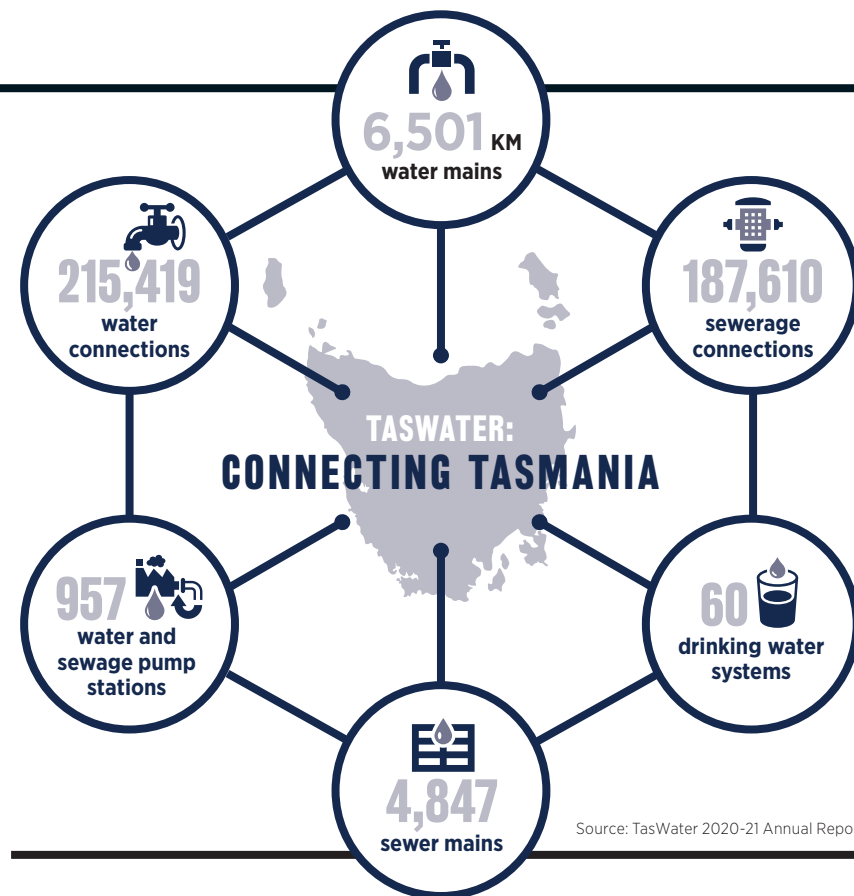 6,501 KM
water mains
215,419
water
connections
187,610
sewerage
connections
TASWATER:
CONNECTING TASMANIA
957
water and
sewage pump
stations
60
drinking water
systems
4,847
sewer mains
Source: TasWater 2020-21 Annual Repo